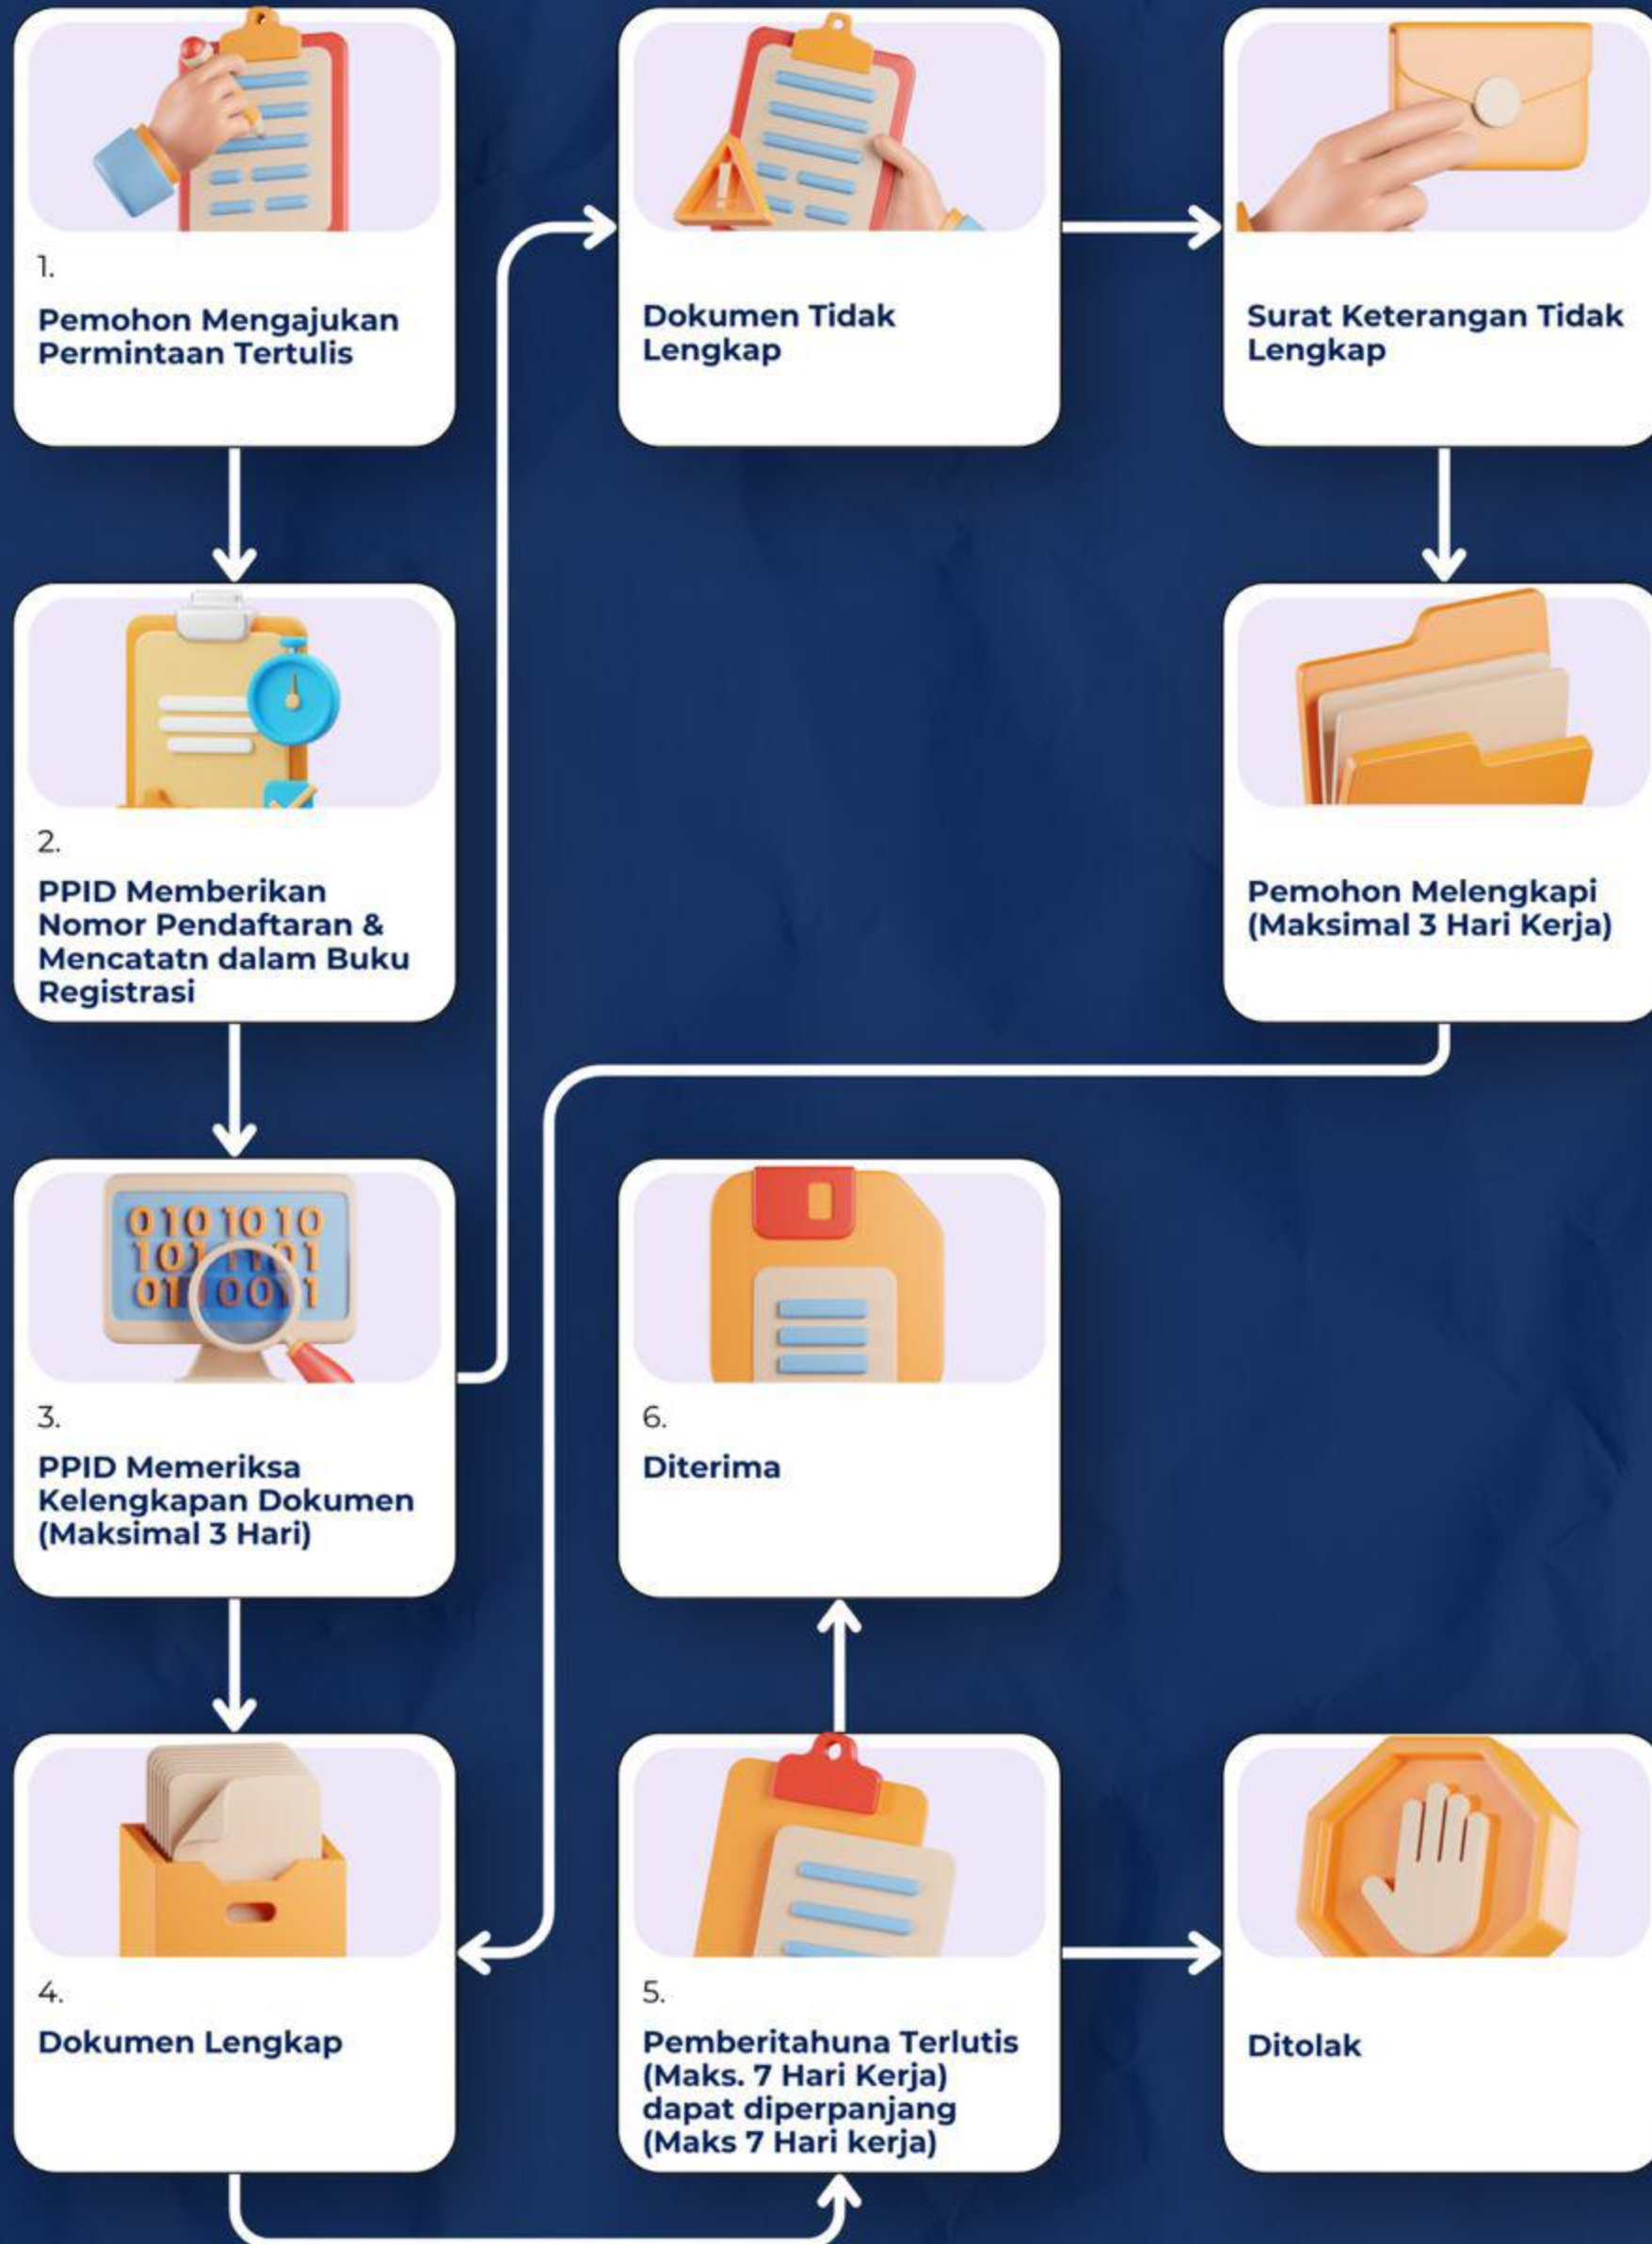 1.
Pemohon Mengajukan
Permintaan Tertulis
Dokumen Tidak
Lengkap
Surat Keterangan Tidak
Lengkap
2.
PPID Memberikan
Nomor Pendaftaran &
Mencatatn dalam Buku
Registrasi
Pemohon Melengkapi
(Maksimal 3 Hari Kerja)
3.
PPID Memeriksa
Kelengkapan Dokumen
(Maksimal 3 Hari)
6.
Diterima
4.
Dokumen Lengkap
5.
Pemberitahuna Terlutis
(Maks. 7 Hari Kerja)
dapat diperpanjang
(Maks 7 Hari kerja)
Ditolak